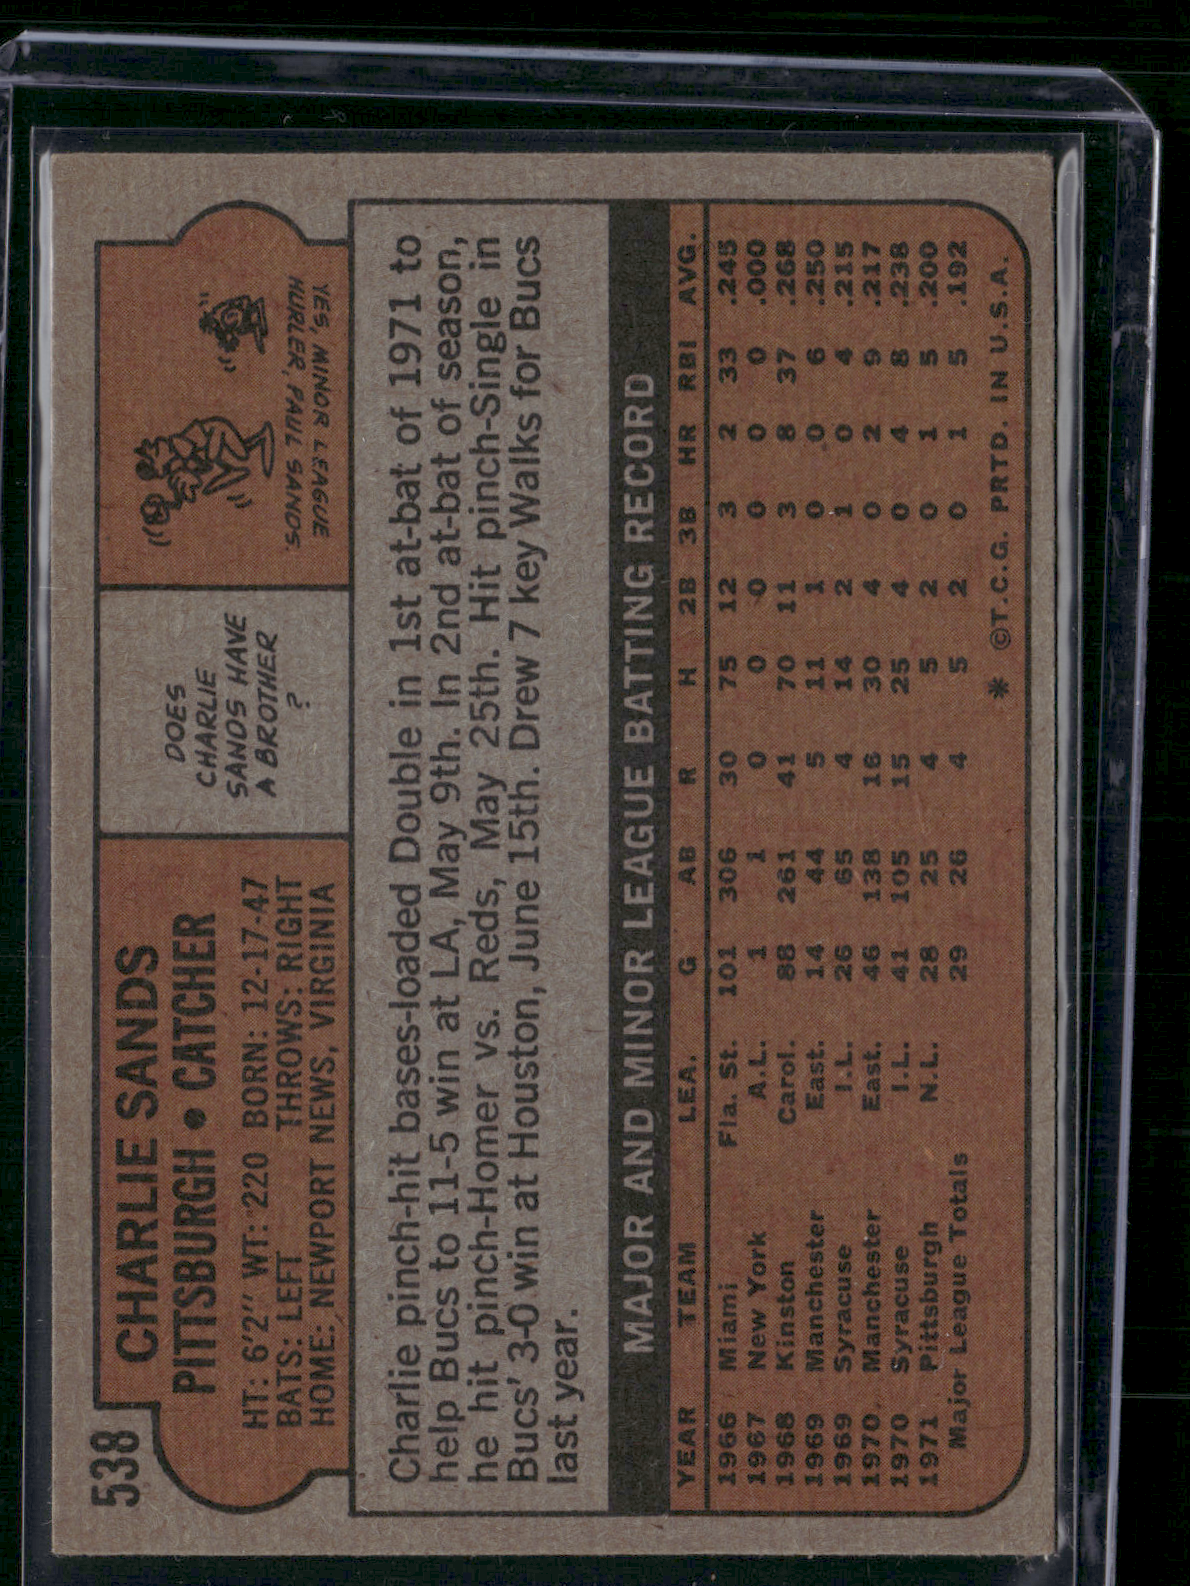 538
CHARLIE SANDS
PITTSBURGH • CATCHER
HT: 6'2" WT: 220 BORN: 12-17-47
BATS: LEFT THROWS: RIGHT
HOME: NEWPORT NEWS, VIRGINIA
DOES
CHARLIE
SANDS HAVE
A BROTHER
?
YES, MINOR LEAGUE
HURLER, PAUL SANDS.
Charlie pinch-hit bases-loaded Double in 1st at-bat of 1971 to
help Bucs to 11-5 win at LA, May 9th. In 2nd at-bat of season,
he hit pinch-Homer vs. Reds, May 25th. Hit pinch-Single in
Bucs' 3-0 win at Houston, June 15th. Drew 7 key Walks for Bucs
last year.
MAJOR AND MINOR LEAGUE BATTING RECORD
YEAR TEAM LEA. G AB R H 2B 3B HR RBI AVG.
1966 Miami Fla. St. 101 306 30 75 12 3 2 33 .245
1967 New York A.L. 1 1 0 0 0 0 0 0 .000
1968 Kinston Carol. 88 261 41 70 11 3 8 37 .268
1969 Manchester East. 14 44 5 11 1 0 0 6 .250
1969 Syracuse I.L. 26 65 4 14 2 1 0 4 .215
1970 Manchester East. 46 138 16 30 4 0 2 9 .217
1970 Syracuse I.L. 41 105 15 25 4 0 4 8 .238
1971 Pittsburgh N.L. 28 25 4 5 2 0 1 5 .200
Major League Totals 29 26 4 5 2 0 1 5 .192
* ©T.C.G. PRTD. IN U.S.A.